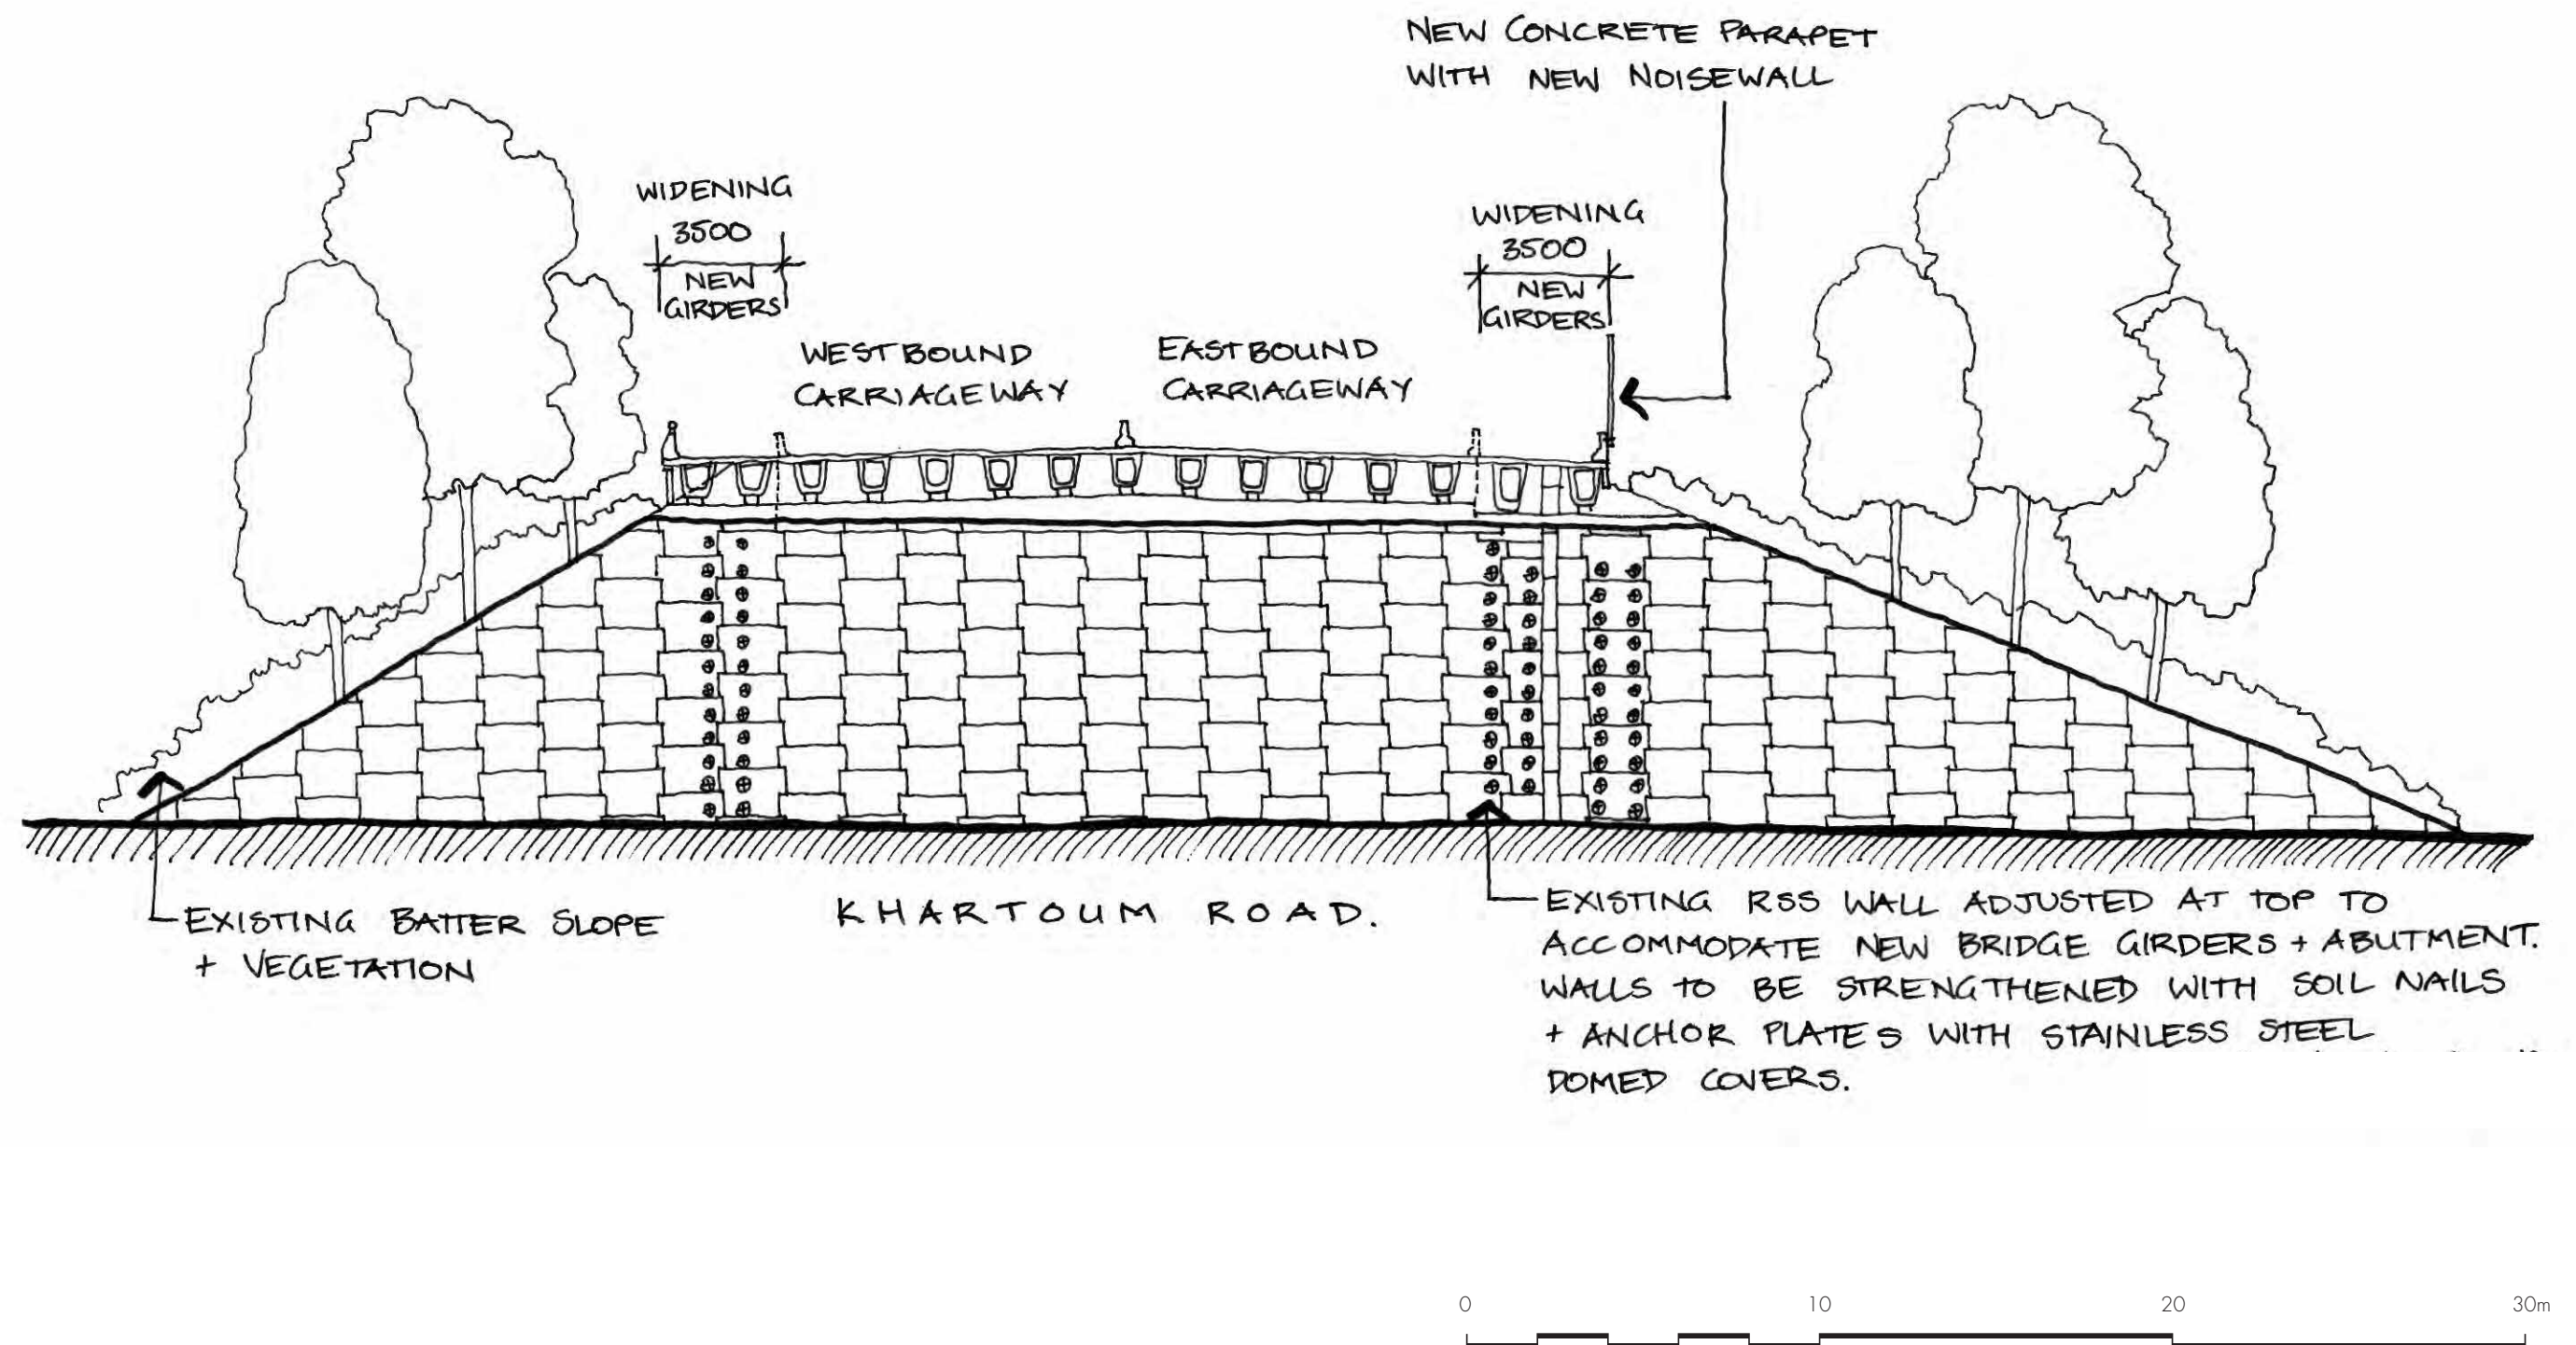 NEW CONCRETE PARAPET
WITH NEW NOISEWALL
WIDENING
3500
NEW
GIRDERS
WIDENING
3500
NEW
GIRDERS
WESTBOUND
CARRIAGEWAY
EASTBOUND
CARRIAGEWAY
EXISTING BATTER SLOPE
+ VEGETATION
KHARTOUM ROAD.
EXISTING RSS WALL ADJUSTED AT TOP TO
ACCOMMODATE NEW BRIDGE GIRDERS + ABUTMENT.
WALLS TO BE STRENGTHENED WITH SOIL NAILS
+ ANCHOR PLATES WITH STAINLESS STEEL
DOMED COVERS.
0 10 20 30m